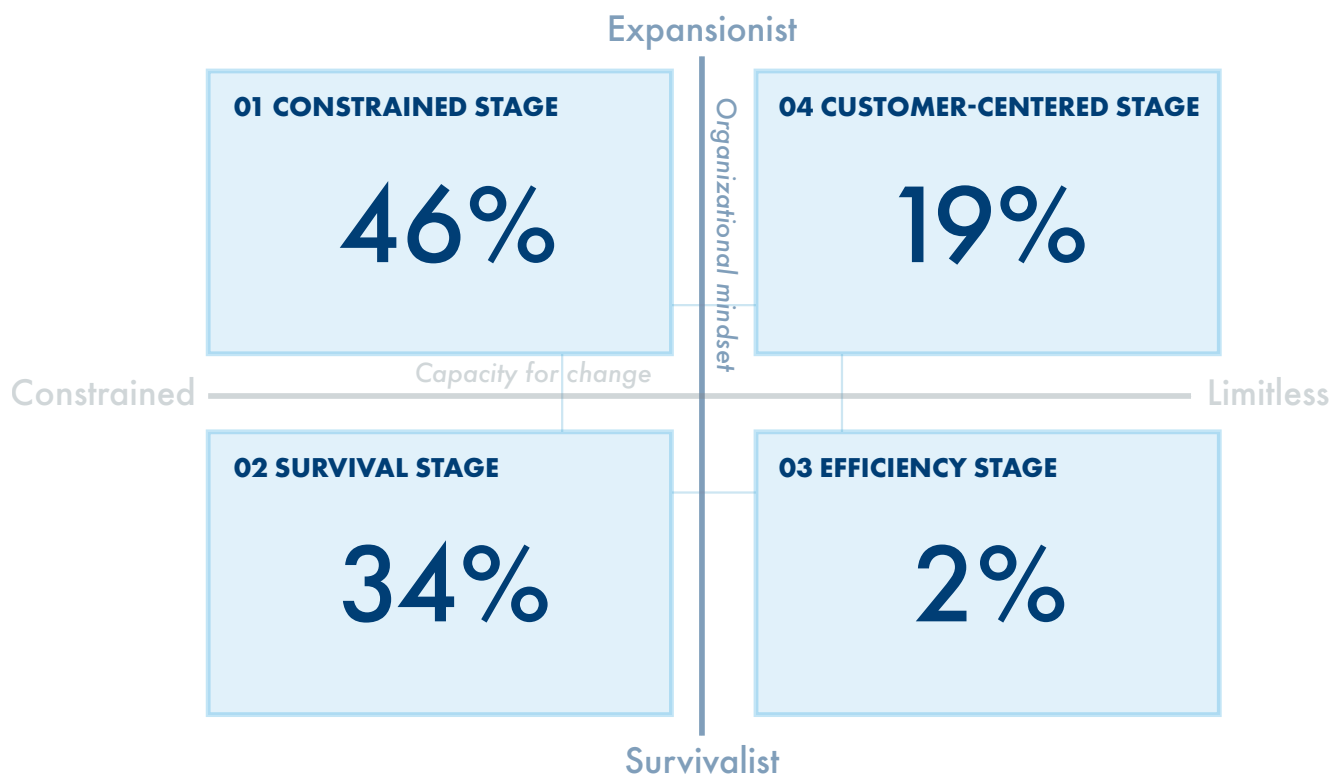 Expansionist
01 CONSTRAINED STAGE
46%
Organizational mindset
04 CUSTOMER-CENTERED STAGE
19%
Capacity for change
Constrained
Limitless
02 SURVIVAL STAGE
34%
03 EFFICIENCY STAGE
2%
Survivalist